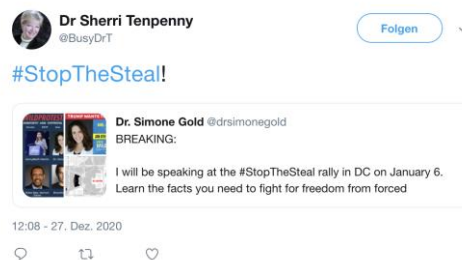 Dr Sherri Tenpenny
@BusyDrT
Folgen
#StopTheSteal!
Dr. Simone Gold @drsimonegold
BREAKING:
I will be speaking at the #StopTheSteal rally in DC on January 6.
Learn the facts you need to fight for freedom from forced
12:08 - 27. Dez. 2020